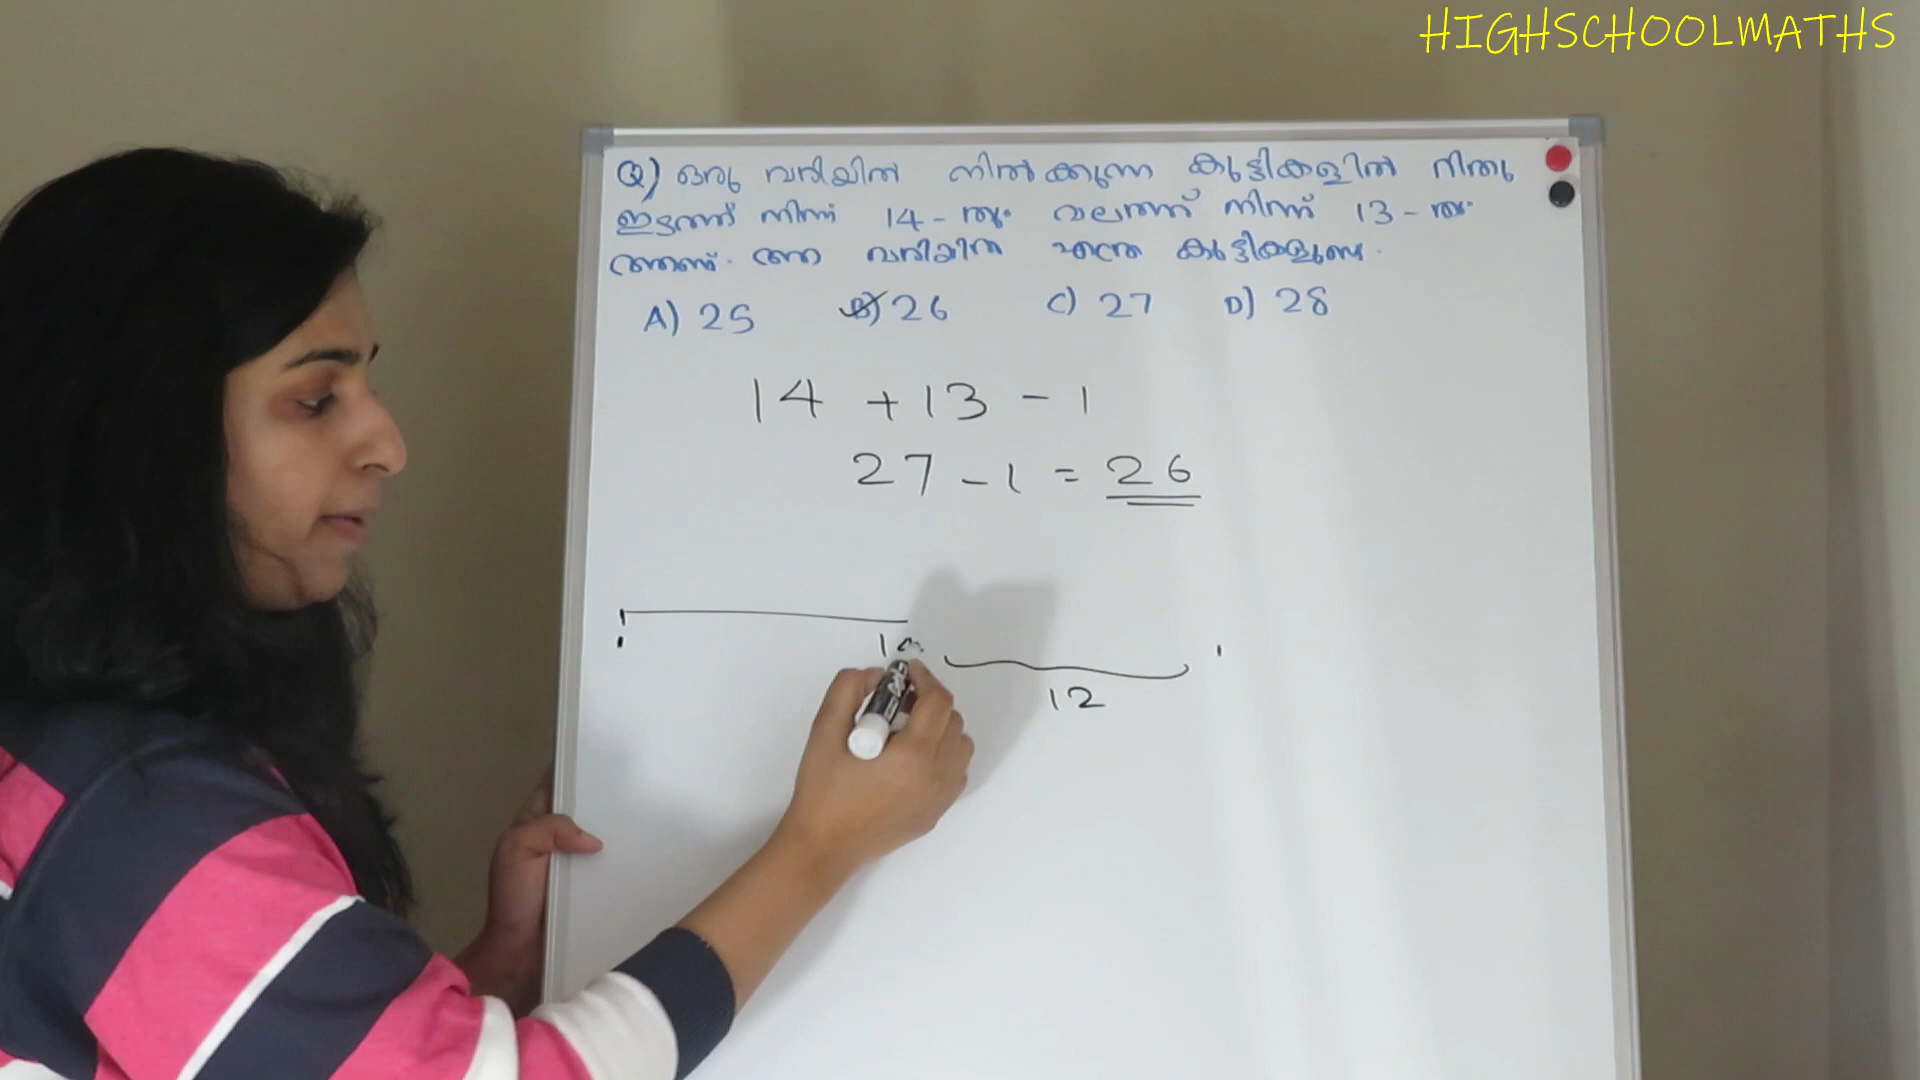 HIGHSCHOOLMATHS
Q) ഒരു വരിയിൽ നിൽക്കുന്ന കുട്ടികളിൽ നിതു
ഇടത്ത് നിന്ന് 14-ഉം വലത്ത് നിന്ന് 13-ഉം
ആണ്. ആ വരിയിൽ എത്ര കുട്ടികളുണ്ട്.
A) 25 B) 26 C) 27 D) 28
14 + 13 - 1
27 - 1 = 26
12